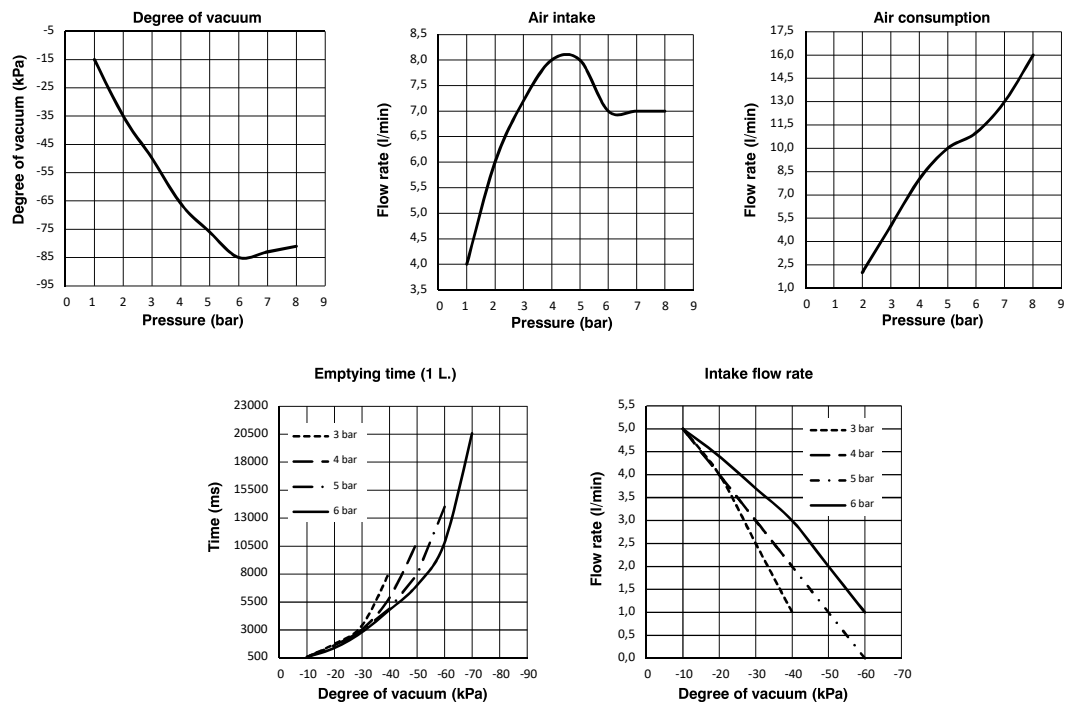 Degree of vacuum
Degree of vacuum (kPa)
-5
-15
-25
-35
-45
-55
-65
-75
-85
-95
0 1 2 3 4 5 6 7 8 9
Pressure (bar)
Air intake
Flow rate (l/min)
8,5
8,0
7,5
7,0
6,5
6,0
5,5
5,0
4,5
4,0
3,5
0 1 2 3 4 5 6 7 8 9
Pressure (bar)
Air consumption
Flow rate (l/min)
17,5
16,0
14,5
13,0
11,5
10,0
8,5
7,0
5,5
4,0
2,5
1,0
0 1 2 3 4 5 6 7 8 9
Pressure (bar)
Emptying time (1 L.)
Time (ms)
23000
20500
18000
15500
13000
10500
8000
5500
3000
500
3 bar
4 bar
5 bar
6 bar
0 -10 -20 -30 -40 -50 -60 -70 -80 -90
Degree of vacuum (kPa)
Intake flow rate
Flow rate (l/min)
5,5
5,0
4,5
4,0
3,5
3,0
2,5
2,0
1,5
1,0
0,5
0,0
3 bar
4 bar
5 bar
6 bar
0 -10 -20 -30 -40 -50 -60 -70
Degree of vacuum (kPa)